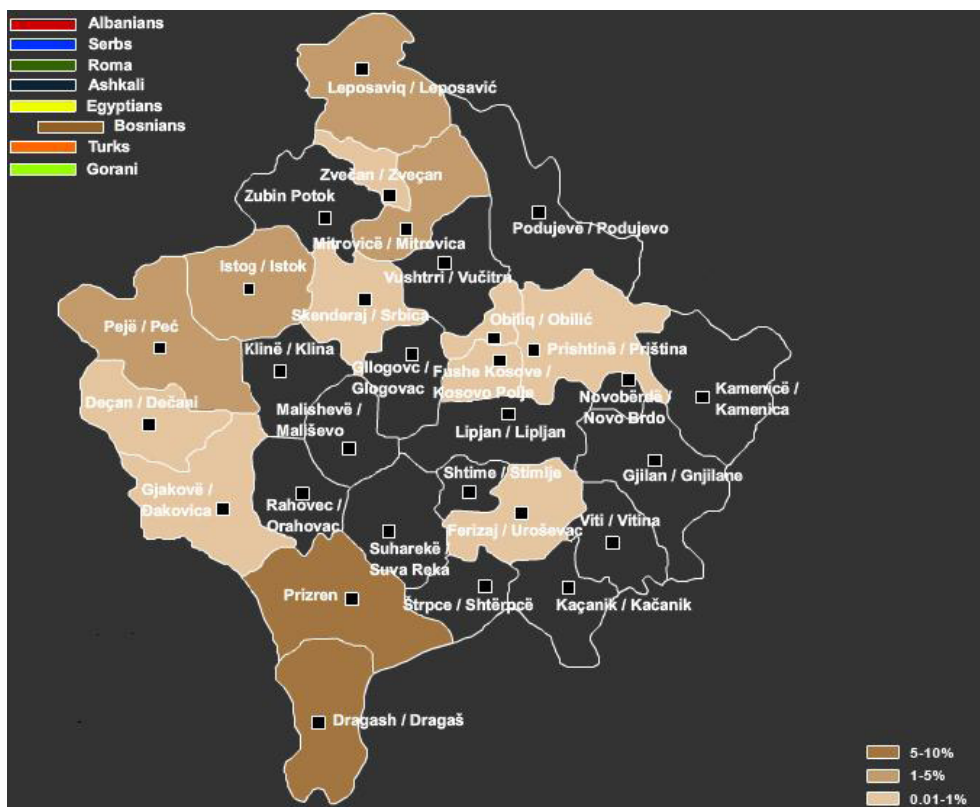 Albanians
Serbs
Roma
Ashkali
Egyptians
Bosnians
Turks
Gorani
Leposaviq / Leposavić
Zvečan / Zveçan
Zubin Potok
Podujevë / Podujevo
Mitrovicë / Mitrovica
Istog / Istok
Vushtrri / Vučitrn
Skenderaj / Srbica
Obiliq / Obilić
Pejë / Peć
Klinë / Klina
Gllogovc /
Glogovac
Prishtinë / Priština
Fushe Kosove /
Kosovo Polje
Novobërdë /
Novo Brdo
Kamenicë /
Kamenica
Deçan / Dečani
Malishevë /
Mališevo
Lipjan / Lipljan
Shtime / Štimlje
Gjilan / Gnjilane
Gjakovë /
Đakovica
Rahovec /
Orahovac
Ferizaj / Uroševac
Viti / Vitina
Suharekë /
Suva Reka
Prizren
Štrpce / Shtërpcë
Kaçanik / Kačanik
Dragash / Dragaš
5-10%
1-5%
0.01-1%